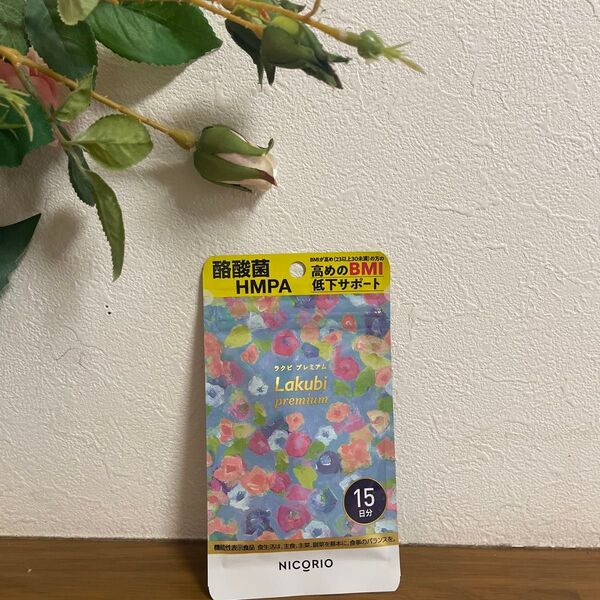 酪酸菌
HMPA
BMIが高め(23以上30未満)の方の
高めのBMI
低下サポート
ラクビ プレミアム
Lakubi
premium
15
日分
機能性表示食品 食生活は、主食、主菜、副菜を基本に、食事のバランスを。
NICORIO